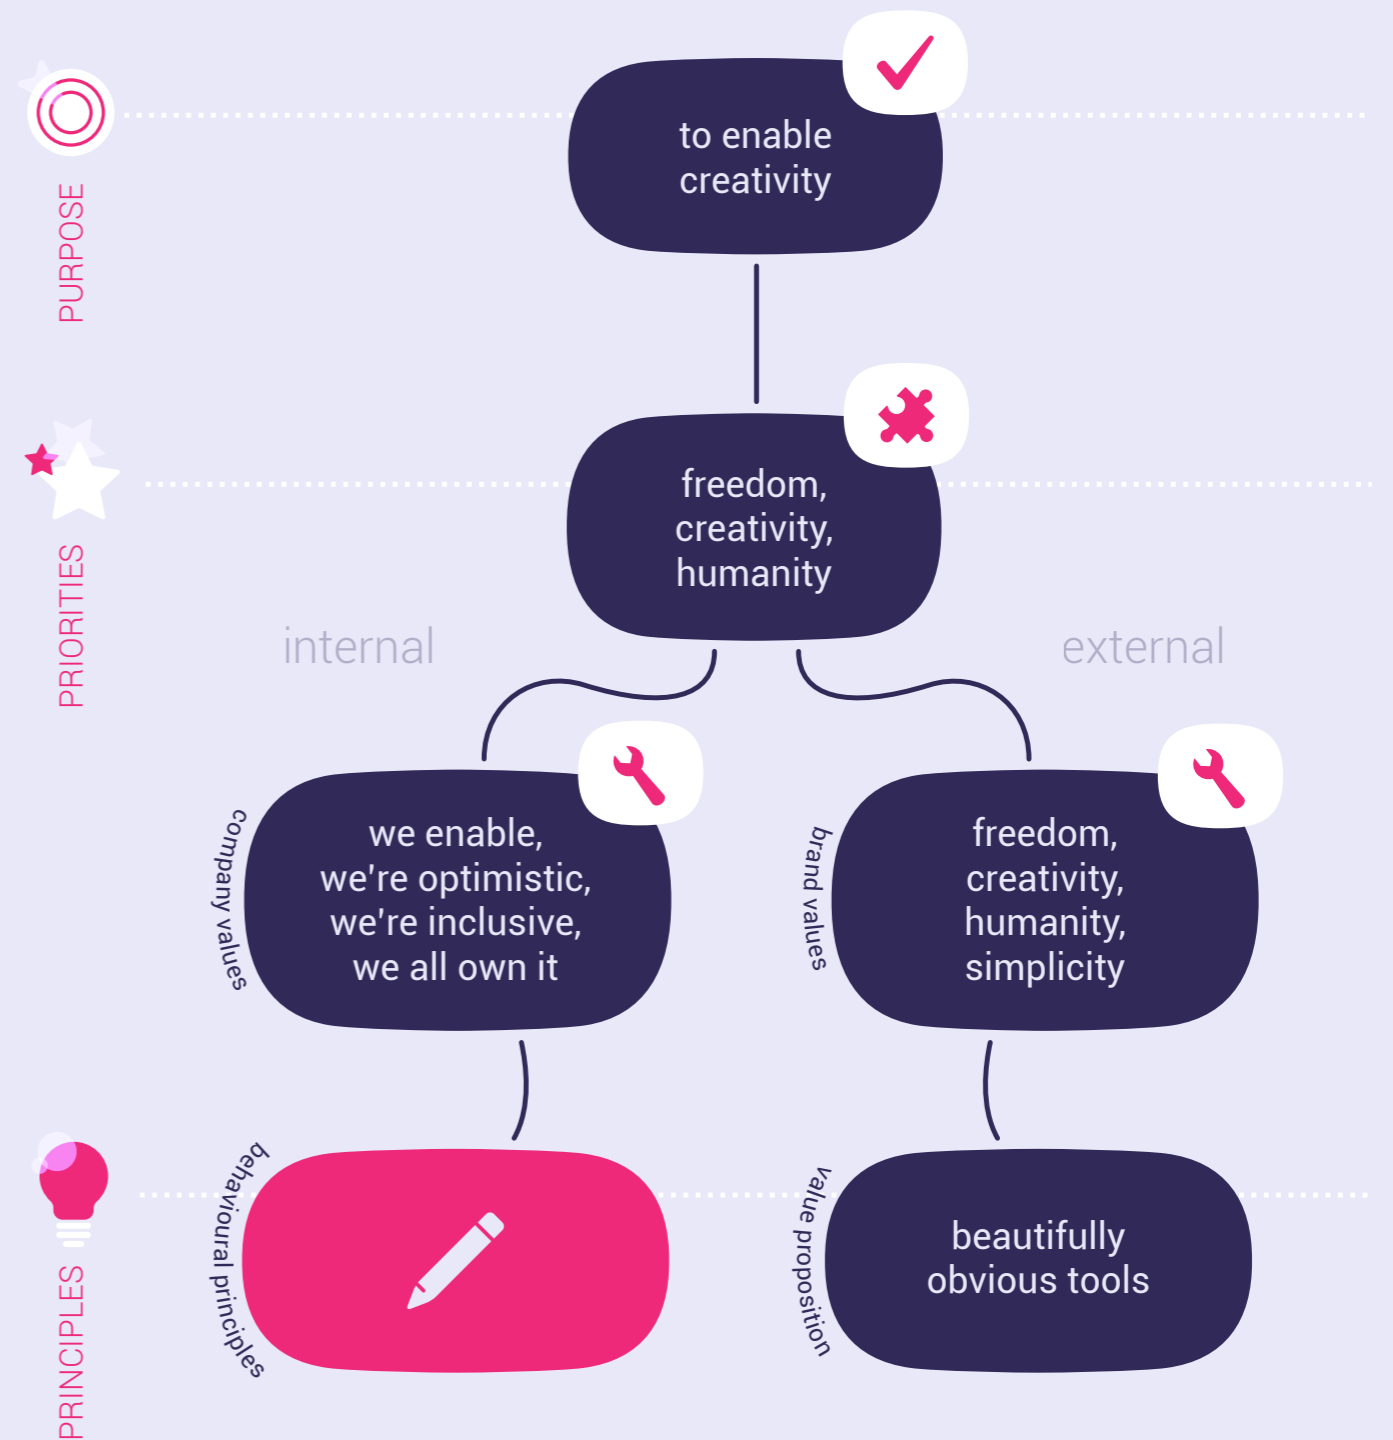 to enable
creativity
PURPOSE
freedom,
creativity,
humanity
PRIORITIES
internal
external
company values
we enable,
we're optimistic,
we're inclusive,
we all own it
brand values
freedom,
creativity,
humanity,
simplicity
behavioural principles
value proposition
beautifully
obvious tools
PRINCIPLES